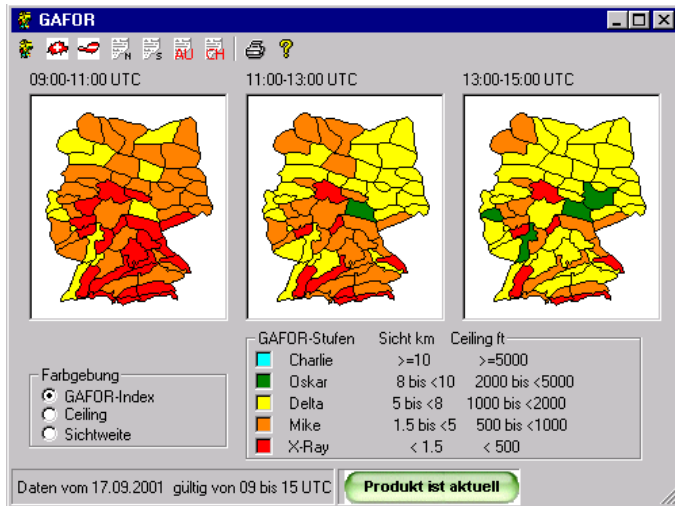 GAFOR
N S AU CH ?
09:00-11:00 UTC 11:00-13:00 UTC 13:00-15:00 UTC
GAFOR-Stufen Sicht km Ceiling ft
Charlie >=10 >=5000
Oskar 8 bis <10 2000 bis <5000
Delta 5 bis <8 1000 bis <2000
Mike 1.5 bis <5 500 bis <1000
X-Ray < 1.5 < 500
Farbgebung
GAFOR-Index
Ceiling
Sichtweite
Daten vom 17.09.2001 gültig von 09 bis 15 UTC Produkt ist aktuell